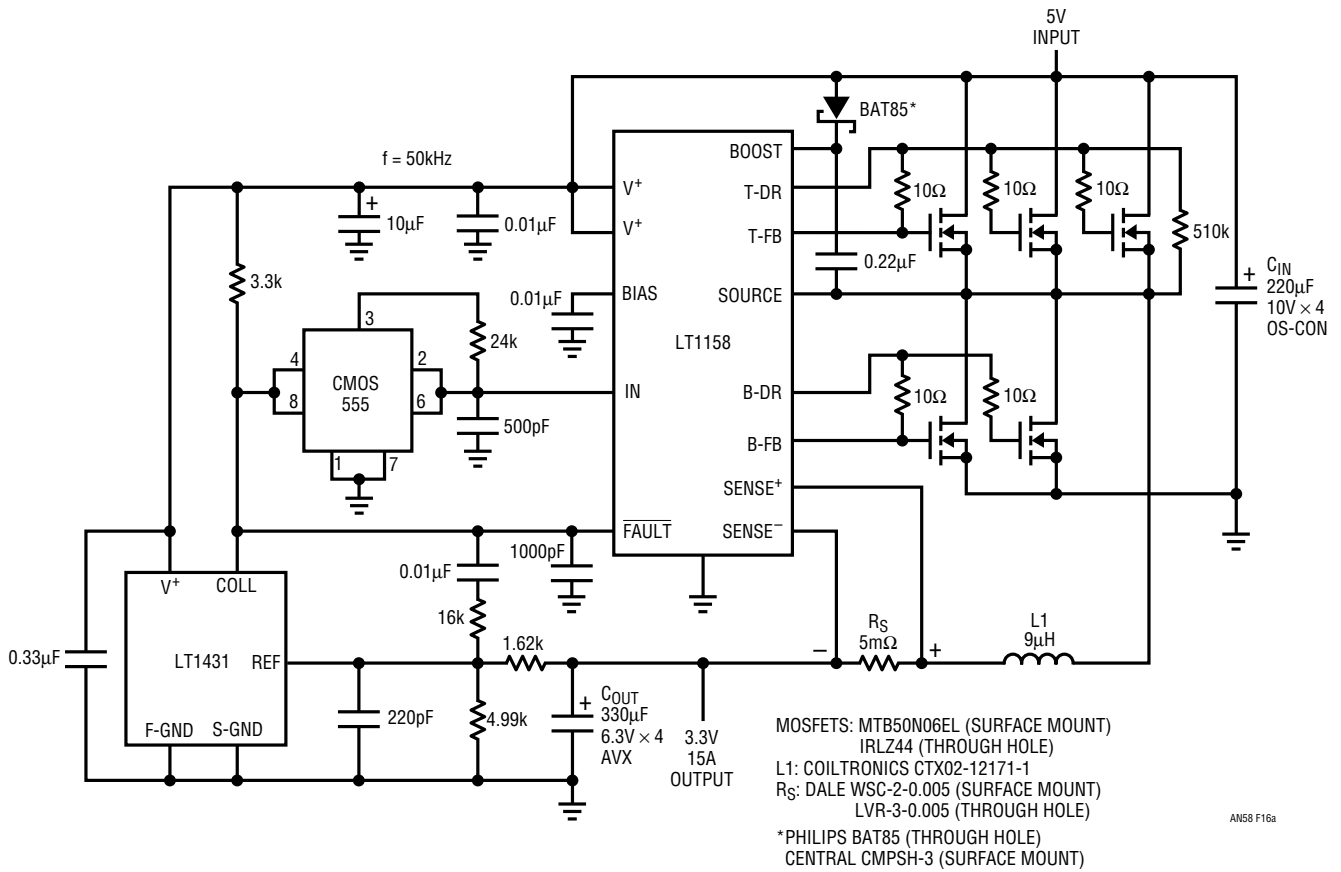 5V
INPUT
BAT85*
f = 50kHz
BOOST
V+
T-DR
10Ω
10Ω
10Ω
+
10µF
0.01µF
V+
T-FB
510k
0.22µF
CIN
220µF
10V × 4
OS-CON
+
3.3k
0.01µF
BIAS
SOURCE
3
24k
LT1158
4
2
CMOS
555
8
6
IN
B-DR
10Ω
10Ω
500pF
1
7
B-FB
SENSE+
FAULT
SENSE–
1000pF
V+
COLL
0.01µF
16k
RS
5mΩ
L1
9µH
0.33µF
LT1431
REF
1.62k
–
+
220pF
4.99k
+
COUT
330µF
6.3V × 4
AVX
3.3V
15A
OUTPUT
F-GND
S-GND
MOSFETS: MTB50N06EL (SURFACE MOUNT)
IRLZ44 (THROUGH HOLE)
L1: COILTRONICS CTX02-12171-1
RS: DALE WSC-2-0.005 (SURFACE MOUNT)
LVR-3-0.005 (THROUGH HOLE)
*PHILIPS BAT85 (THROUGH HOLE)
CENTRAL CMPSH-3 (SURFACE MOUNT)
AN58 F16a